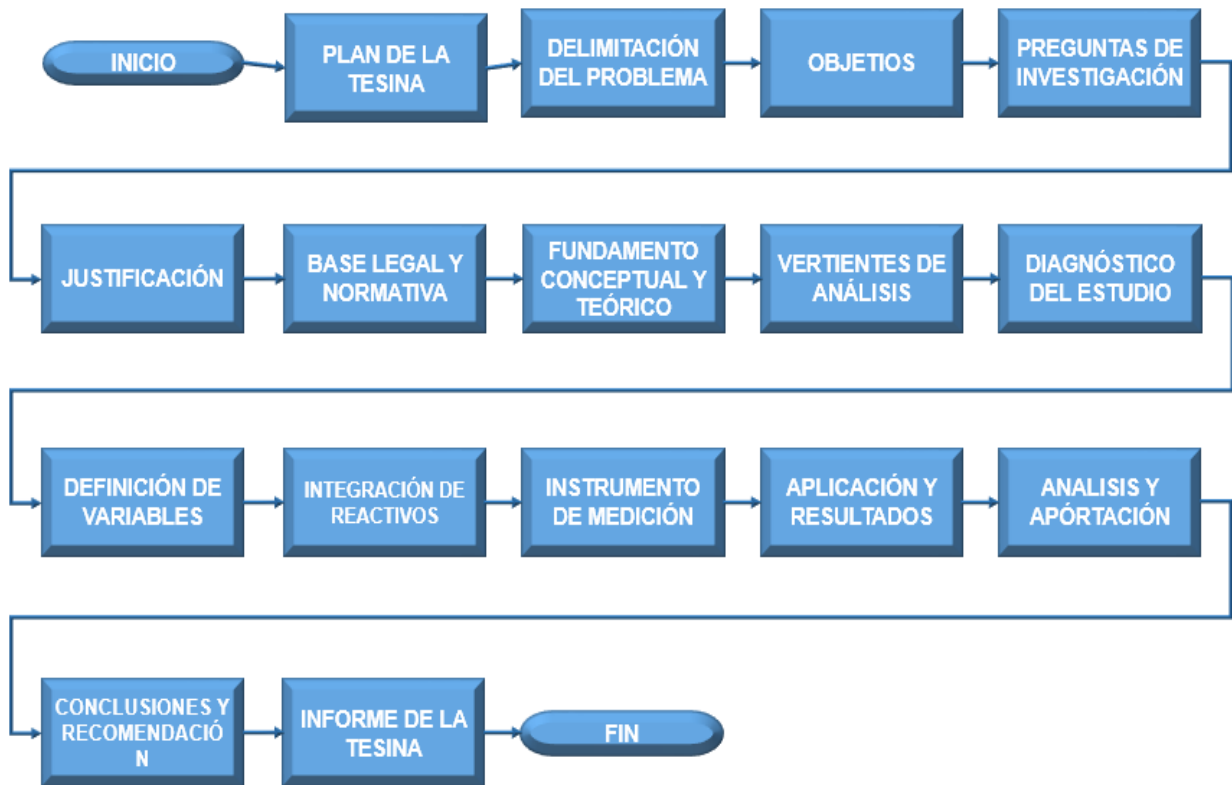 INICIO
PLAN DE LA
TESINA
DELIMITACIÓN
DEL PROBLEMA
OBJETIOS
PREGUNTAS DE
INVESTIGACIÓN
JUSTIFICACIÓN
BASE LEGAL Y
NORMATIVA
FUNDAMENTO
CONCEPTUAL Y
TEÓRICO
VERTIENTES DE
ANÁLISIS
DIAGNÓSTICO
DEL ESTUDIO
DEFINICIÓN DE
VARIABLES
INTEGRACIÓN DE
REACTIVOS
INSTRUMENTO
DE MEDICIÓN
APLICACIÓN Y
RESULTADOS
ANALISIS Y
APÓRTACIÓN
CONCLUSIONES Y
RECOMENDACIÓ
N
INFORME DE LA
TESINA
FIN